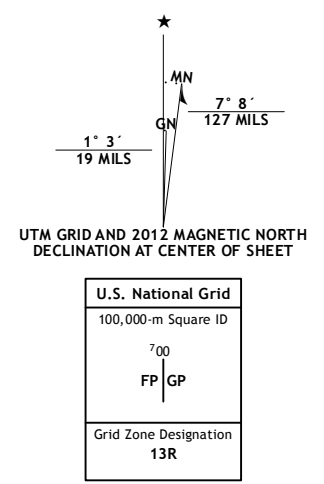 ★
MN
7° 8´
127 MILS
GN
1° 3´
19 MILS
UTM GRID AND 2012 MAGNETIC NORTH
DECLINATION AT CENTER OF SHEET
U.S. National Grid
100,000-m Square ID
⁷00
FP GP
Grid Zone Designation
13R